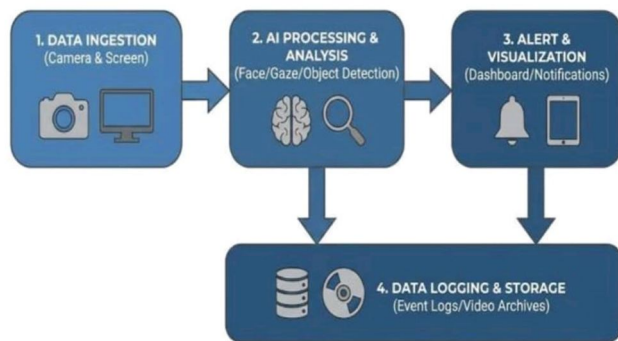 1. DATA INGESTION
(Camera & Screen)
2. AI PROCESSING &
ANALYSIS
(Face/Gaze/Object Detection)
3. ALERT &
VISUALIZATION
(Dashboard/Notifications)
4. DATA LOGGING & STORAGE
(Event Logs/Video Archives)